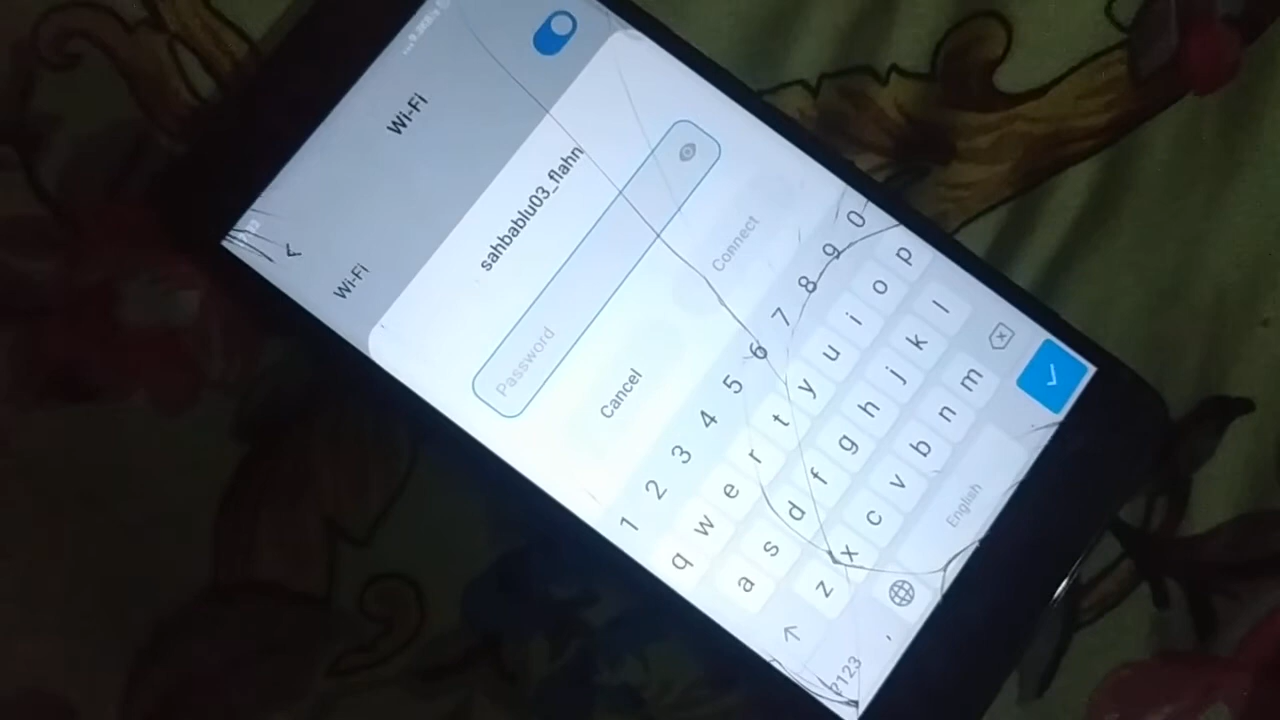 Wi-Fi
Wi-Fi
sahbablu03_flahn
Password
Cancel
Connect
1 2 3 4 5 6 7 8 9 0
q w e r t y u i o p
a s d f g h j k l
z x c v b n m
?123 , English